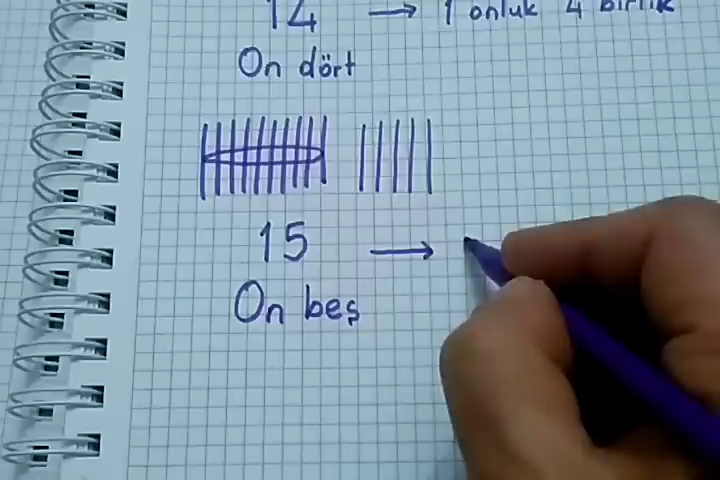 14 → 1 onluk 4 birlik
On dört
15 →
On beş